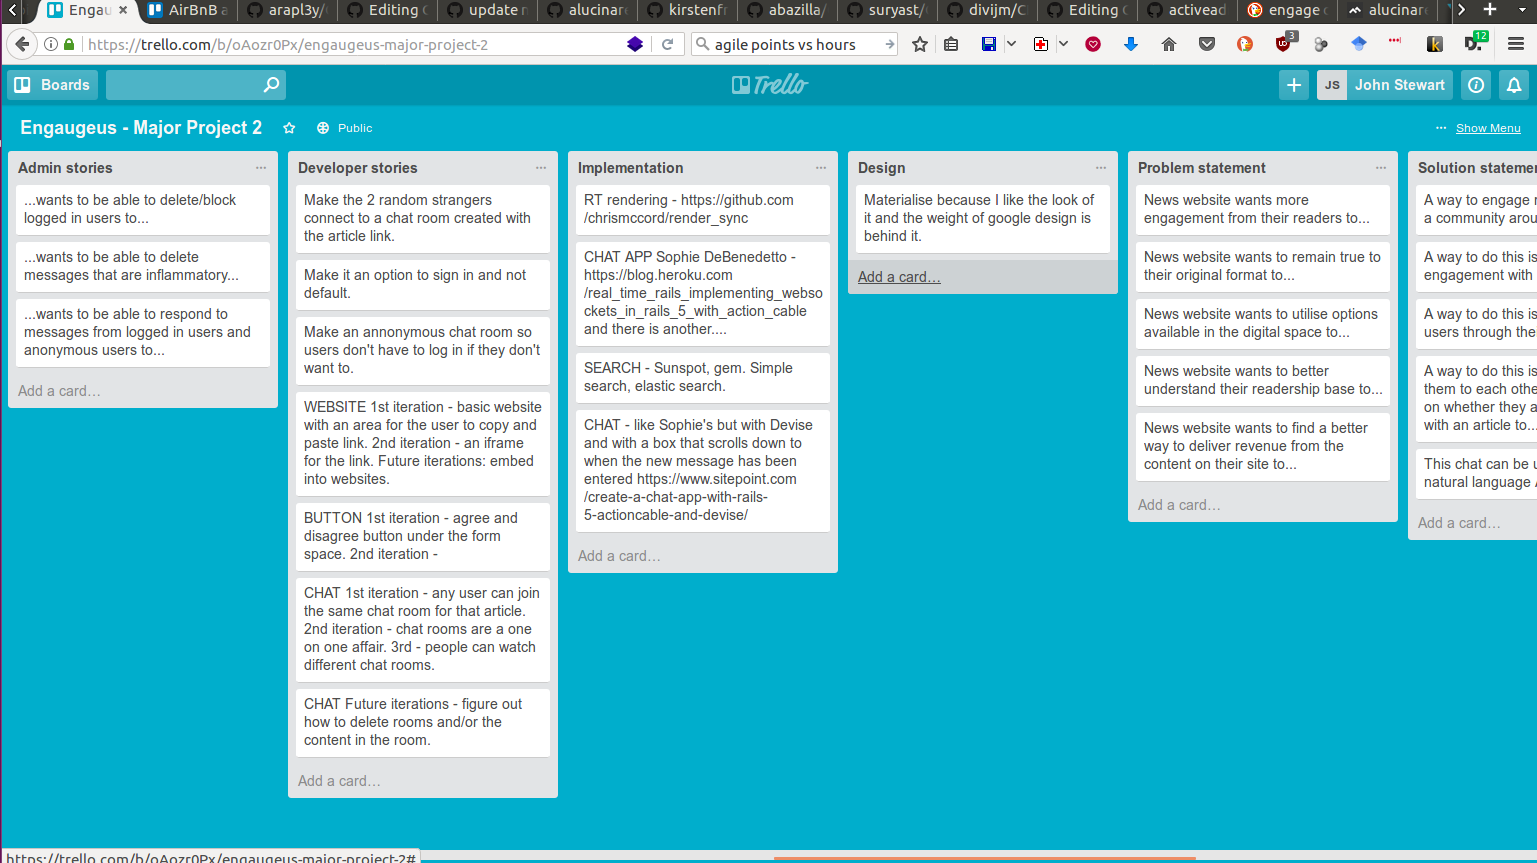 Engau
AirBnB a
arapl3y/
Editing
update n
alucinar
kirstenfr
abazilla/
suryast/
divijm/C
Editing
activead
engage
alucinar
https://trello.com/b/oAozr0Px/engaugeus-major-project-2
agile points vs hours
3
12
Boards
Trello
JS
John Stewart
Engaugeus - Major Project 2
Public
... Show Menu
Admin stories
...wants to be able to delete/block
logged in users to...
...wants to be able to delete
messages that are inflammatory...
...wants to be able to respond to
messages from logged in users and
anonymous users to...
Add a card…
Developer stories
Make the 2 random strangers
connect to a chat room created with
the article link.
Make it an option to sign in and not
default.
Make an annonymous chat room so
users don't have to log in if they don't
want to.
WEBSITE 1st iteration - basic website
with an area for the user to copy and
paste link. 2nd iteration - an iframe
for the link. Future iterations: embed
into websites.
BUTTON 1st iteration - agree and
disagree button under the form
space. 2nd iteration -
CHAT 1st iteration - any user can join
the same chat room for that article.
2nd iteration - chat rooms are a one
on one affair. 3rd - people can watch
different chat rooms.
CHAT Future iterations - figure out
how to delete rooms and/or the
content in the room.
Add a card…
Implementation
RT rendering - https://github.com
/chrismccord/render_sync
CHAT APP Sophie DeBenedetto -
https://blog.heroku.com
/real_time_rails_implementing_webso
ckets_in_rails_5_with_action_cable
and there is another....
SEARCH - Sunspot, gem. Simple
search, elastic search.
CHAT - like Sophie's but with Devise
and with a box that scrolls down to
when the new message has been
entered https://www.sitepoint.com
/create-a-chat-app-with-rails-
5-actioncable-and-devise/
Add a card…
Design
Materialise because I like the look of
it and the weight of google design is
behind it.
Add a card…
Problem statement
News website wants more
engagement from their readers to...
News website wants to remain true to
their original format to...
News website wants to utilise options
available in the digital space to...
News website wants to better
understand their readership base to...
News website wants to find a better
way to deliver revenue from the
content on their site to...
Add a card…
Solution stateme
A way to engage
a community arou
A way to do this is
engagement with
A way to do this is
users through the
A way to do this is
them to each othe
on whether they a
with an article to...
This chat can be u
natural language
Add a card…
https://trello.com/b/oAozr0Px/engaugeus-major-project-2#